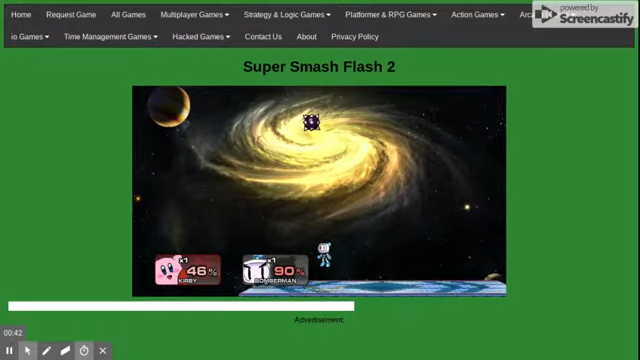 Home Request Game All Games Multiplayer Games Strategy & Logic Games Platformer & RPG Games Action Games
powered by
Screencastify
io Games Time Management Games Hacked Games Contact Us About Privacy Policy
Super Smash Flash 2
x1
46%
KIRBY
x1
90%
BOMBERMAN
Advertisement:
00:42